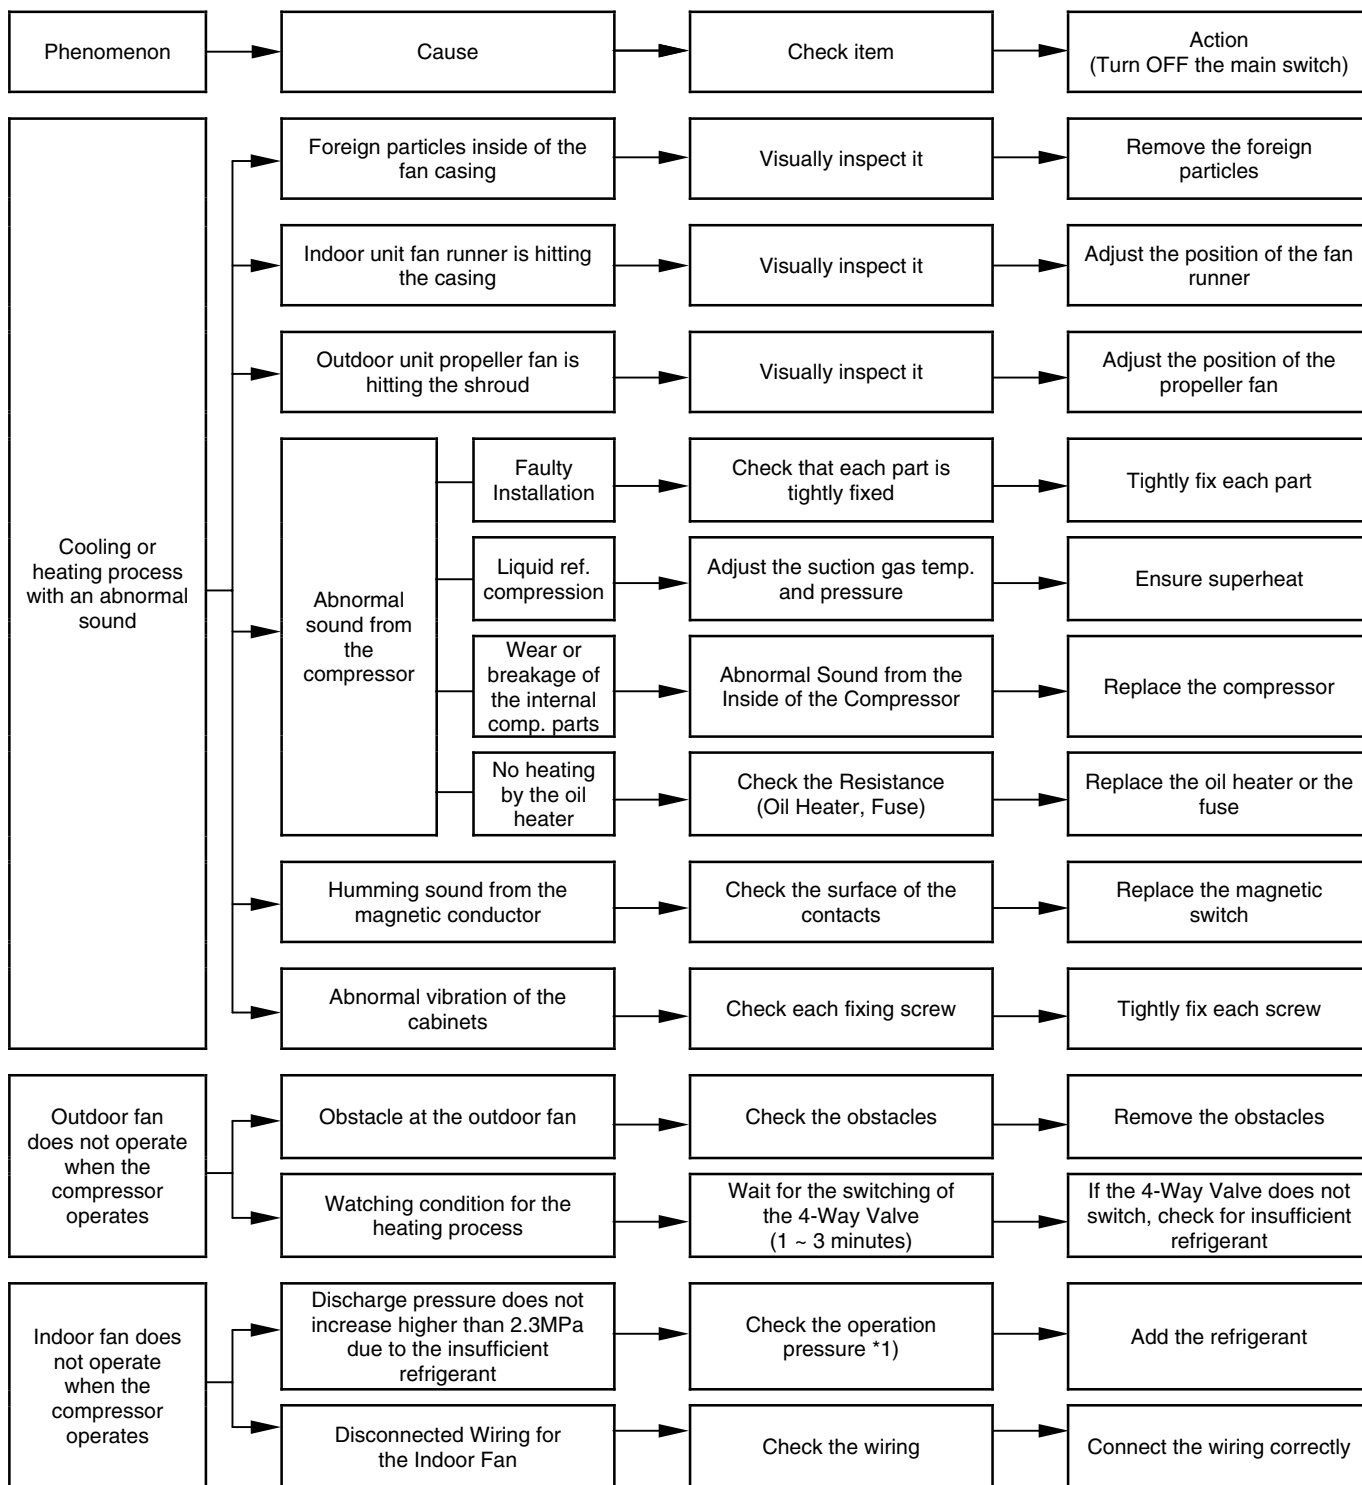 Phenomenon
Cause
Check item
Action
(Turn OFF the main switch)
Cooling or
heating process
with an abnormal
sound
Foreign particles inside of the
fan casing
Visually inspect it
Remove the foreign
particles
Indoor unit fan runner is hitting
the casing
Visually inspect it
Adjust the position of the fan
runner
Outdoor unit propeller fan is
hitting the shroud
Visually inspect it
Adjust the position of the
propeller fan
Abnormal
sound from
the
compressor
Faulty
Installation
Check that each part is
tightly fixed
Tightly fix each part
Liquid ref.
compression
Adjust the suction gas temp.
and pressure
Ensure superheat
Wear or
breakage of
the internal
comp. parts
Abnormal Sound from the
Inside of the Compressor
Replace the compressor
No heating
by the oil
heater
Check the Resistance
(Oil Heater, Fuse)
Replace the oil heater or the
fuse
Humming sound from the
magnetic conductor
Check the surface of the
contacts
Replace the magnetic
switch
Abnormal vibration of the
cabinets
Check each fixing screw
Tightly fix each screw
Outdoor fan
does not operate
when the
compressor
operates
Obstacle at the outdoor fan
Check the obstacles
Remove the obstacles
Watching condition for the
heating process
Wait for the switching of
the 4-Way Valve
(1 ~ 3 minutes)
If the 4-Way Valve does not
switch, check for insufficient
refrigerant
Indoor fan does
not operate
when the
compressor
operates
Discharge pressure does not
increase higher than 2.3MPa
due to the insufficient
refrigerant
Check the operation
pressure *1)
Add the refrigerant
Disconnected Wiring for
the Indoor Fan
Check the wiring
Connect the wiring correctly